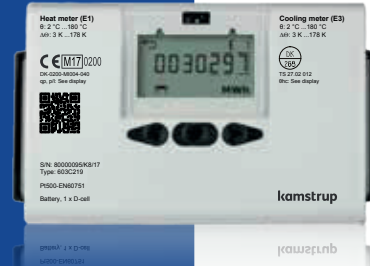 Heat meter (E1)
θ: 2 °C ...180 °C
ΔΘ: 3 K ...178 K
CE M17 0200
DK-0200-MI004-040
qp, p/t: See display
Cooling meter (E3)
θ: 2 °C ...180 °C
ΔΘ: 3 K ...178 K
DK
268
TS 27.02 012
θhc: See display
0030297
MWh
S/N: 80000095/K8/17
Type: 603C219
Pt500-EN60751
Battery, 1 x D-cell
kamstrup